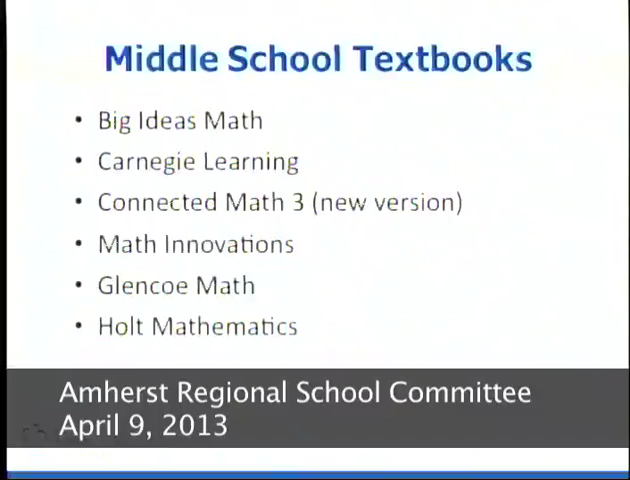 Middle School Textbooks
• Big Ideas Math
• Carnegie Learning
• Connected Math 3 (new version)
• Math Innovations
• Glencoe Math
• Holt Mathematics
Amherst Regional School Committee
April 9, 2013